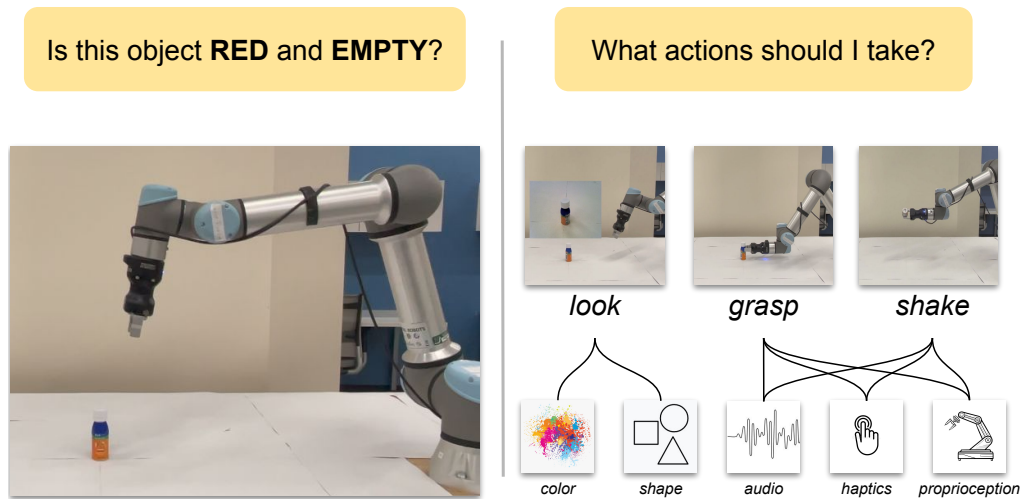 Is this object RED and EMPTY?
What actions should I take?
look
grasp
shake
color
shape
audio
haptics
proprioception